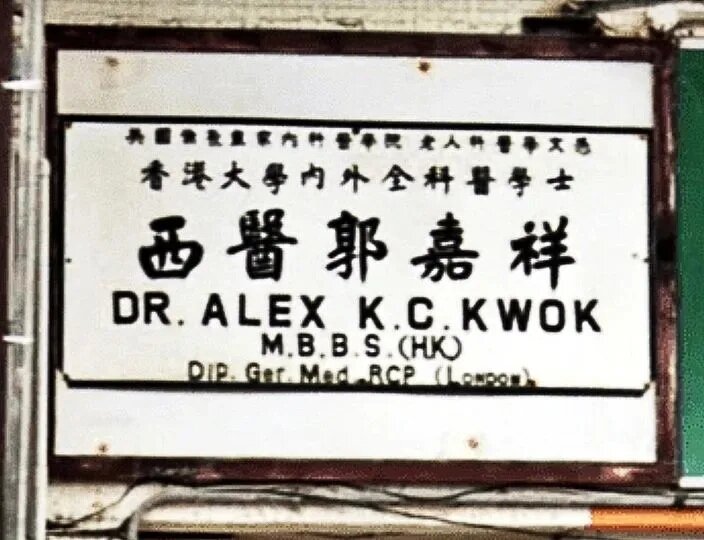 英國倫敦皇家內科醫學院 老人科醫學文憑
香港大學內外全科醫學士
西醫郭嘉祥
DR. ALEX K.C.KWOK
M.B.B.S.(HK)
Dip. Ger. Med. RCP (LONDON)